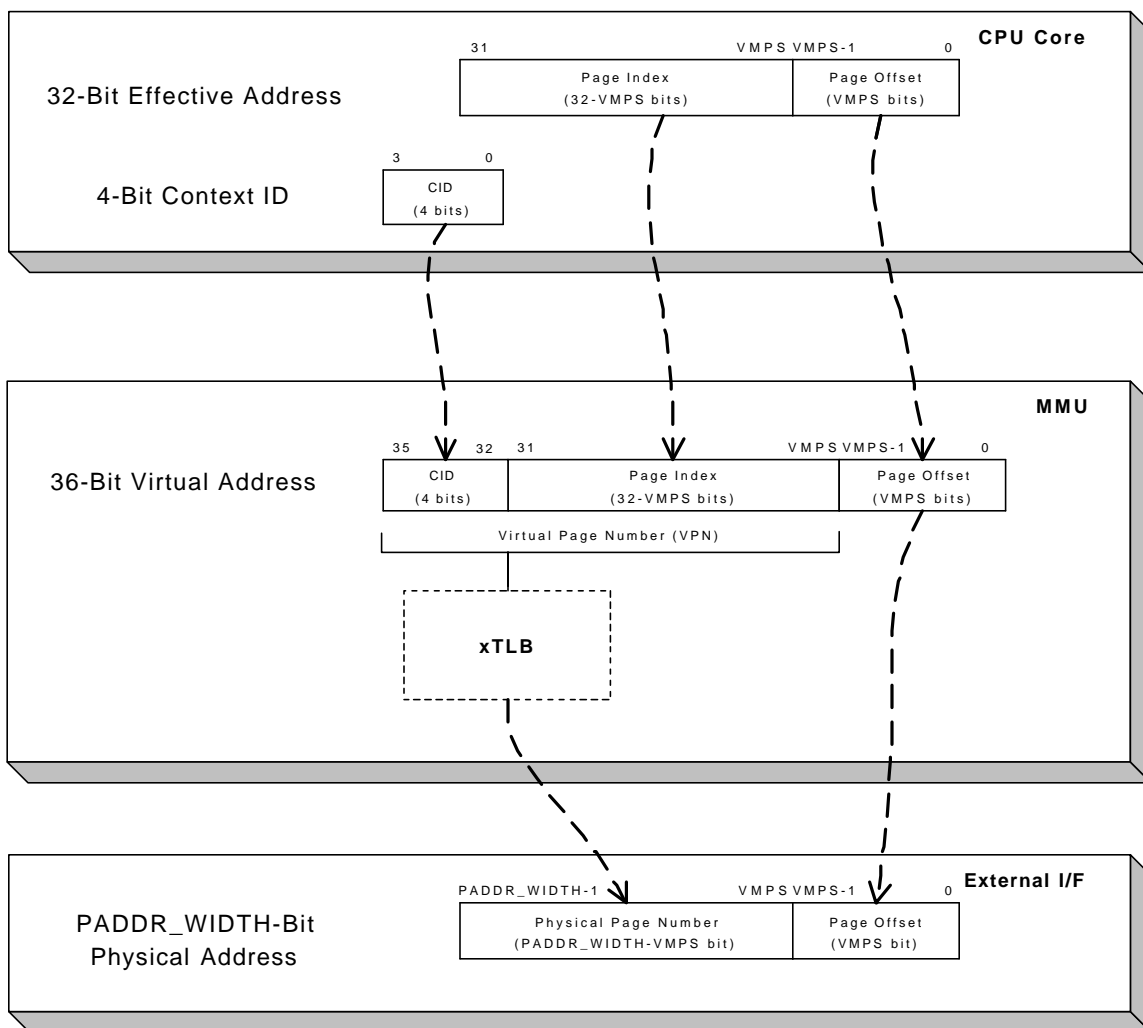 CPU Core
31 VMPS VMPS-1 0
32-Bit Effective Address
Page Index
(32-VMPS bits)
Page Offset
(VMPS bits)
3 0
4-Bit Context ID
CID
(4 bits)
MMU
35 32 31 VMPS VMPS-1 0
36-Bit Virtual Address
CID
(4 bits)
Page Index
(32-VMPS bits)
Page Offset
(VMPS bits)
Virtual Page Number (VPN)
xTLB
External I/F
PADDR_WIDTH-1 VMPS VMPS-1 0
PADDR_WIDTH-Bit
Physical Address
Physical Page Number
(PADDR_WIDTH-VMPS bit)
Page Offset
(VMPS bit)